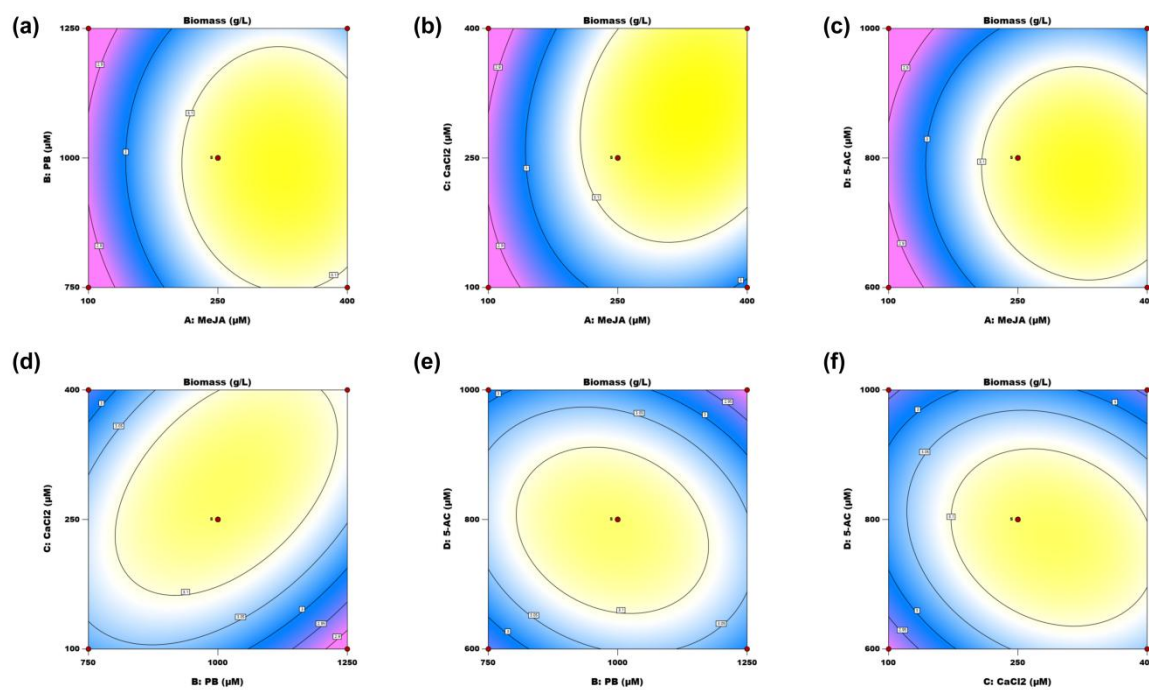 (a)
Biomass (g/L)
1250
1000
750
B: PB (µM)
100
250
400
A: MeJA (µM)
(b)
Biomass (g/L)
400
250
100
C: CaCl2 (µM)
100
250
400
A: MeJA (µM)
(c)
Biomass (g/L)
1000
800
600
D: 5-AC (µM)
100
250
A: MeJA (µM)
(d)
Biomass (g/L)
400
250
100
C: CaCl2 (µM)
750
1000
1250
B: PB (µM)
(e)
Biomass (g/L)
1000
800
600
D: 5-AC (µM)
750
1000
1250
B: PB (µM)
(f)
Biomass (g/L)
1000
800
600
D: 5-AC (µM)
100
250
C: CaCl2 (µM)